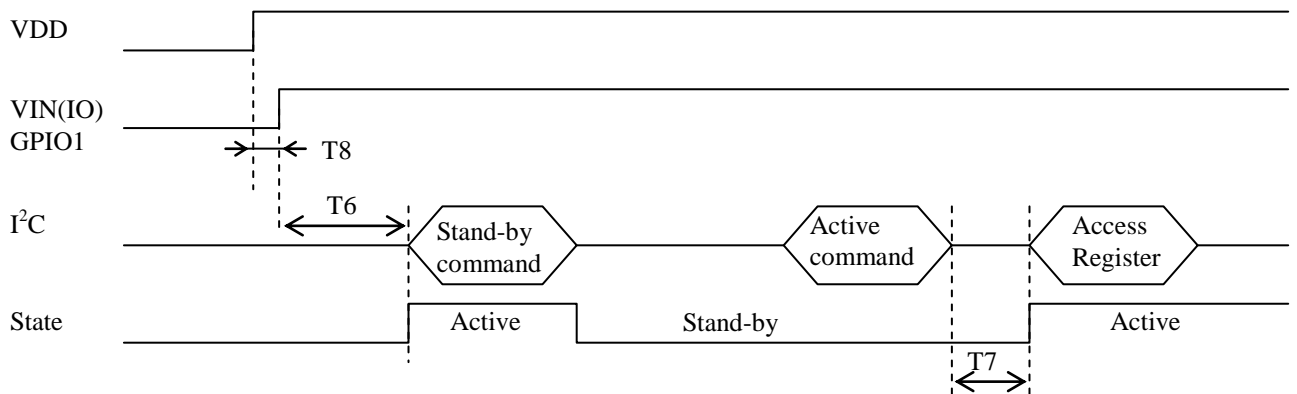 VDD
VIN(IO)
GPIO1
T8
T6
I²C
Stand-by
command
Active
command
Access
Register
State
Active
Stand-by
Active
T7